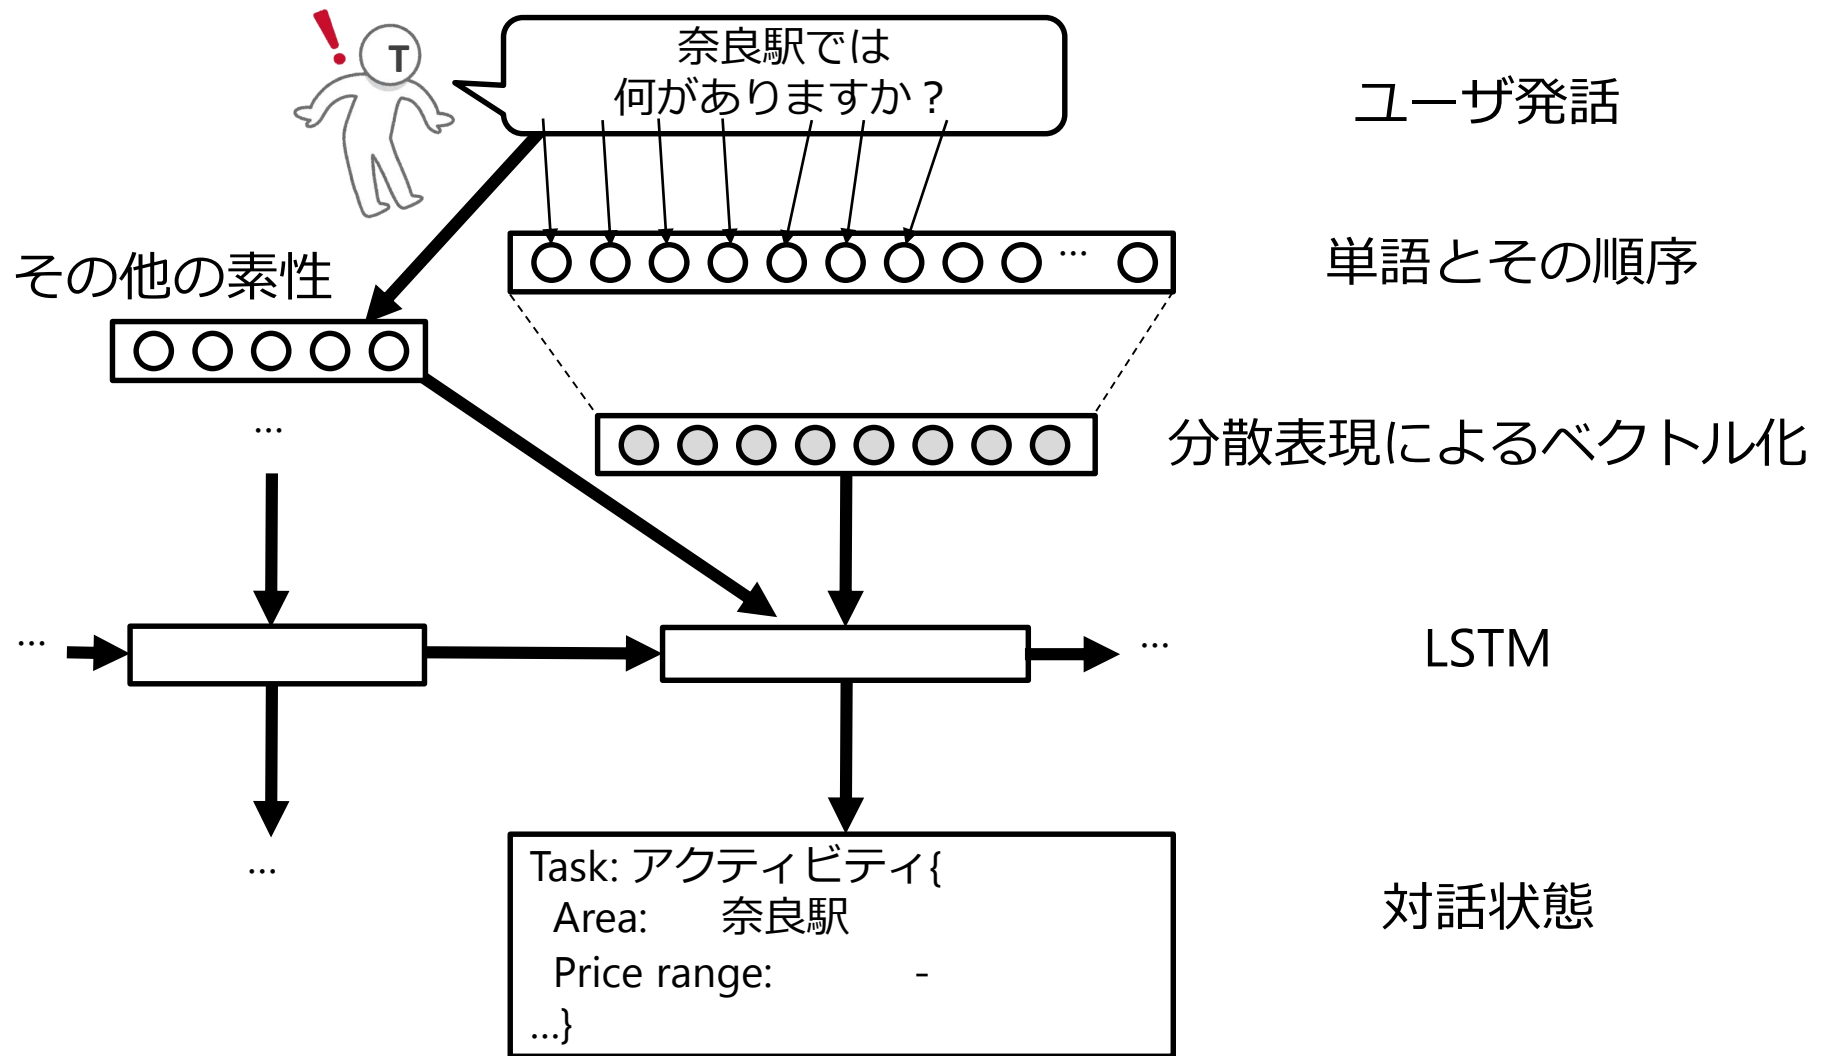 T
奈良駅では
何がありますか？
ユーザ発話
その他の素性
…
単語とその順序
…
分散表現によるベクトル化
…
…
LSTM
…
Task: アクティビティ{
Area: 奈良駅
Price range: -
…}
対話状態